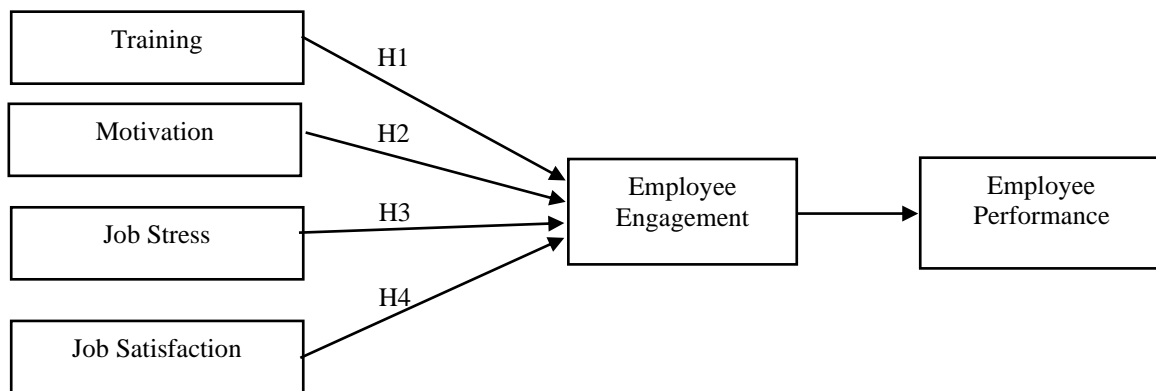 Training
H1
Motivation
H2
Job Stress
H3
Job Satisfaction
H4
Employee
Engagement
Employee
Performance